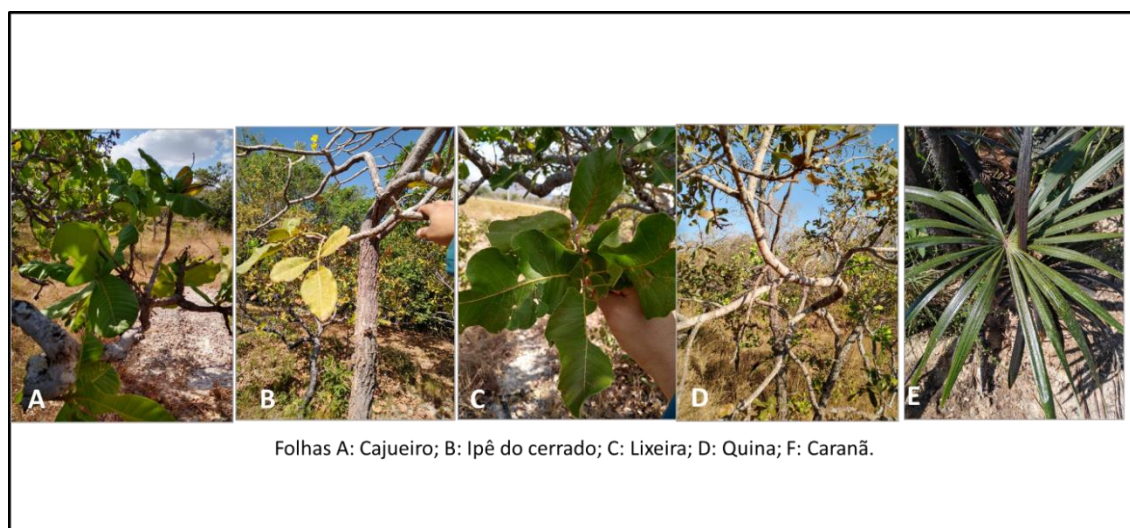 A
B
C
D
E
Folhas A: Cajueiro; B: Ipê do cerrado; C: Lixeira; D: Quina; F: Caranã.